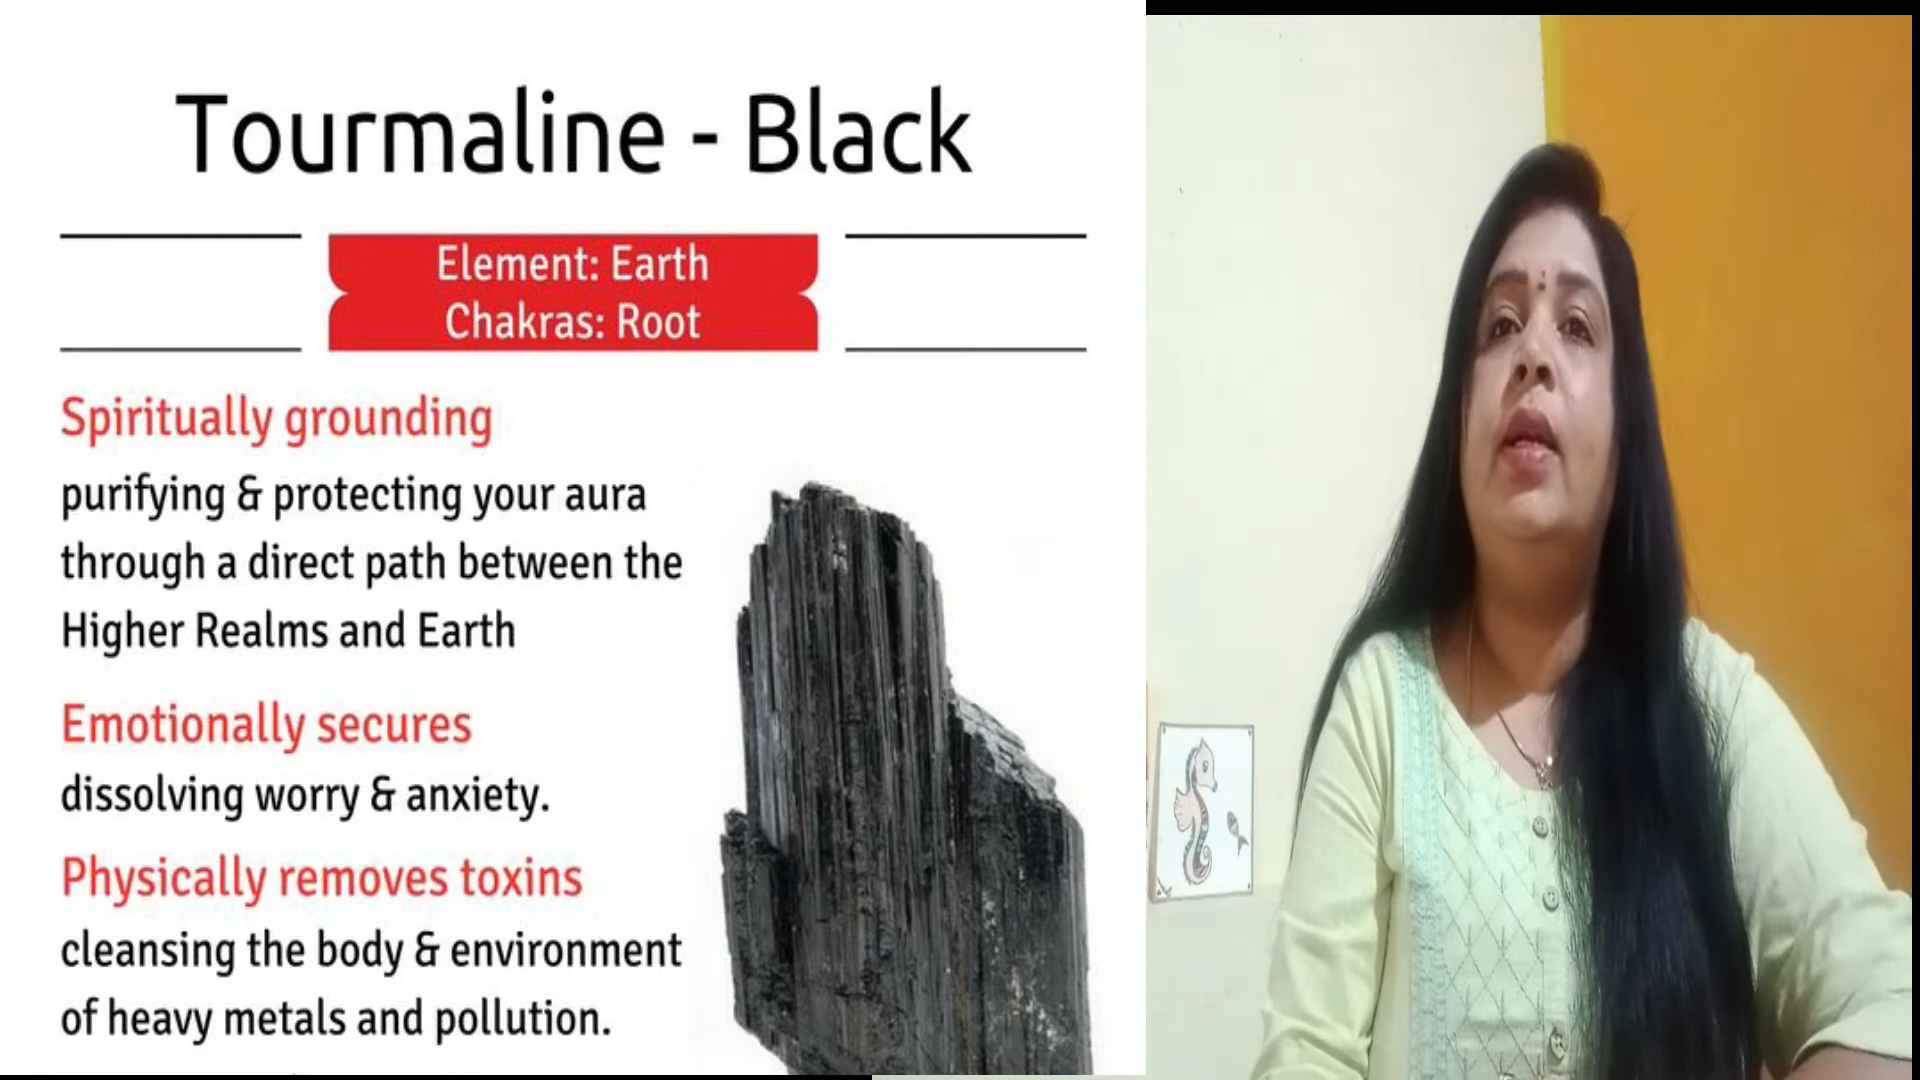 Tourmaline - Black
Element: Earth
Chakras: Root
Spiritually grounding
purifying & protecting your aura
through a direct path between the
Higher Realms and Earth
Emotionally secures
dissolving worry & anxiety.
Physically removes toxins
cleansing the body & environment
of heavy metals and pollution.